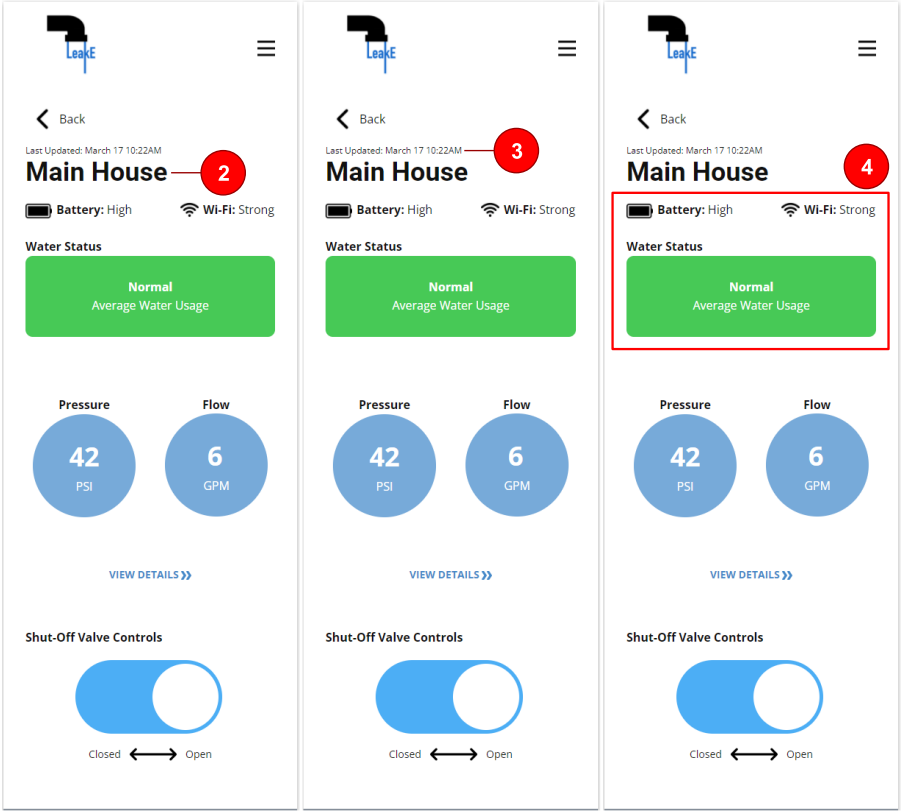 LeakE
Back
Last Updated: March 17 10:22AM
Main House
2
Battery: High Wi-Fi: Strong
Water Status
Normal
Average Water Usage
Pressure Flow
42 6
PSI GPM
VIEW DETAILS
Shut-Off Valve Controls
Closed Open
LeakE
Back
Last Updated: March 17 10:22AM
3
Main House
Battery: High Wi-Fi: Strong
Water Status
Normal
Average Water Usage
Pressure Flow
42 6
PSI GPM
VIEW DETAILS
Shut-Off Valve Controls
Closed Open
LeakE
Back
Last Updated: March 17 10:22AM
Main House
4
Battery: High Wi-Fi: Strong
Water Status
Normal
Average Water Usage
Pressure Flow
42 6
PSI GPM
VIEW DETAILS
Shut-Off Valve Controls
Closed Open